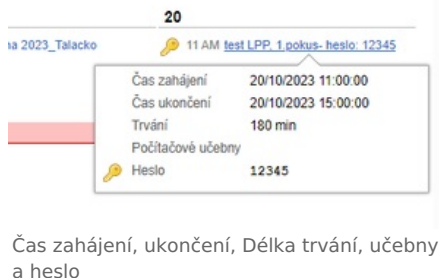 20
na 2023_Talacko
11 AM test LPP, 1.pokus- heslo: 12345
Čas zahájení 20/10/2023 11:00:00
Čas ukončení 20/10/2023 15:00:00
Trvání 180 min
Počítačové učebny
Heslo 12345
Čas zahájení, ukončení, Délka trvání, učebny
a heslo